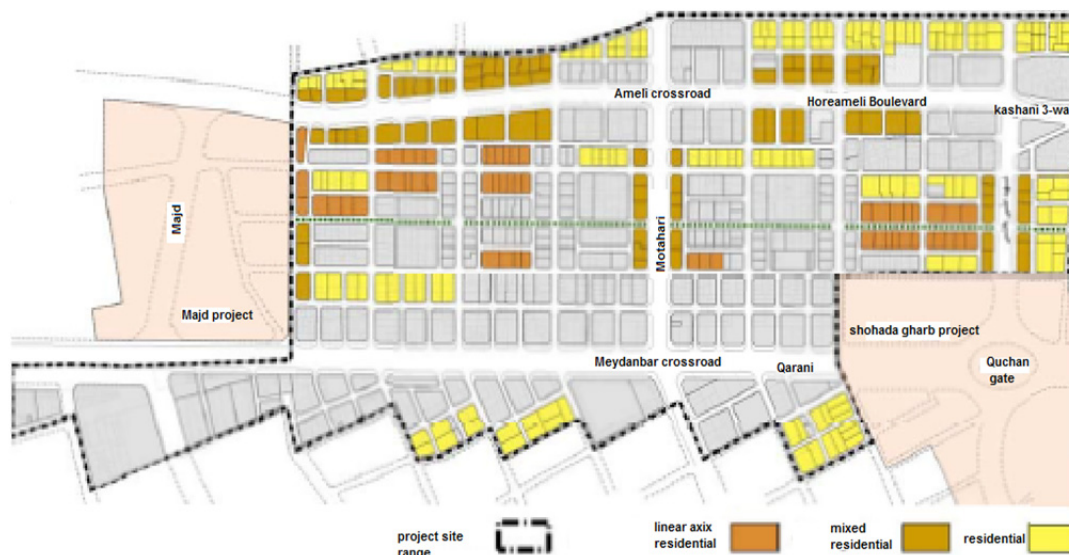 Ameli crossroad
Horeameli Boulevard
kashani 3-wa
Majd
Motahari
Majd project
shohada gharb project
Meydanbar crossroad
Qarani
Quchan
gate
project site
range
linear axis
residential
mixed
residential
residential